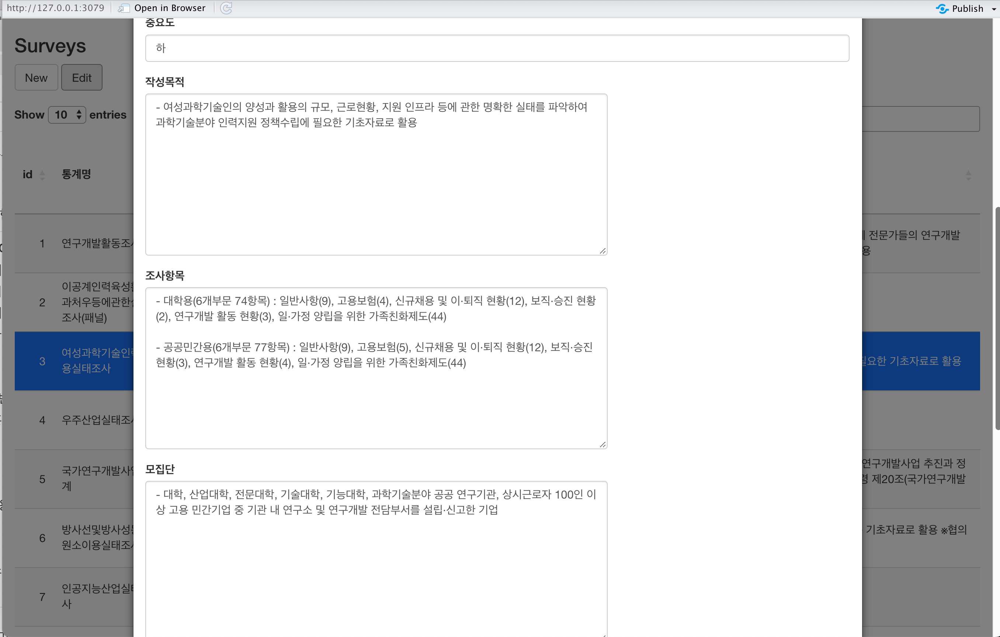 http://127.0.0.1:3079 Open in Browser Publish
중요도
하
Surveys
New Edit
Show 10 entries
id 통계명
작성목적
- 여성과학기술인의 양성과 활용의 규모, 근로현황, 지원 인프라 등에 관한 명확한 실태를 파악하여
과학기술분야 인력지원 정책수립에 필요한 기초자료로 활용
조사항목
- 대학용(6개부문 74항목) : 일반사항(9), 고용보험(4), 신규채용 및 이·퇴직 현황(12), 보직·승진 현황
(2), 연구개발 활동 현황(3), 일·가정 양립을 위한 가족친화제도(44)
- 공공민간용(6개부문 77항목) : 일반사항(9), 고용보험(5), 신규채용 및 이·퇴직 현황(12), 보직·승진
현황(3), 연구개발 활동 현황(4), 일·가정 양립을 위한 가족친화제도(44)
모집단
- 대학, 산업대학, 전문대학, 기술대학, 기능대학, 과학기술분야 공공 연구기관, 상시근로자 100인 이
상 고용 민간기업 중 기관 내 연구소 및 연구개발 전담부서를 설립·신고한 기업
1 연구개발활동조
전문가들의 연구개발
용
2 이공계인력육성
과처우등에관한
조사(패널)
3 여성과학기술인
용실태조사
필요한 기초자료로 활용
4 우주산업실태조
5 국가연구개발사
계
연구개발사업 추진과 정
제20조(국가연구개발
6 방사선및방사성
원소이용실태조
기초자료로 활용 ※협의
7 인공지능산업실
사